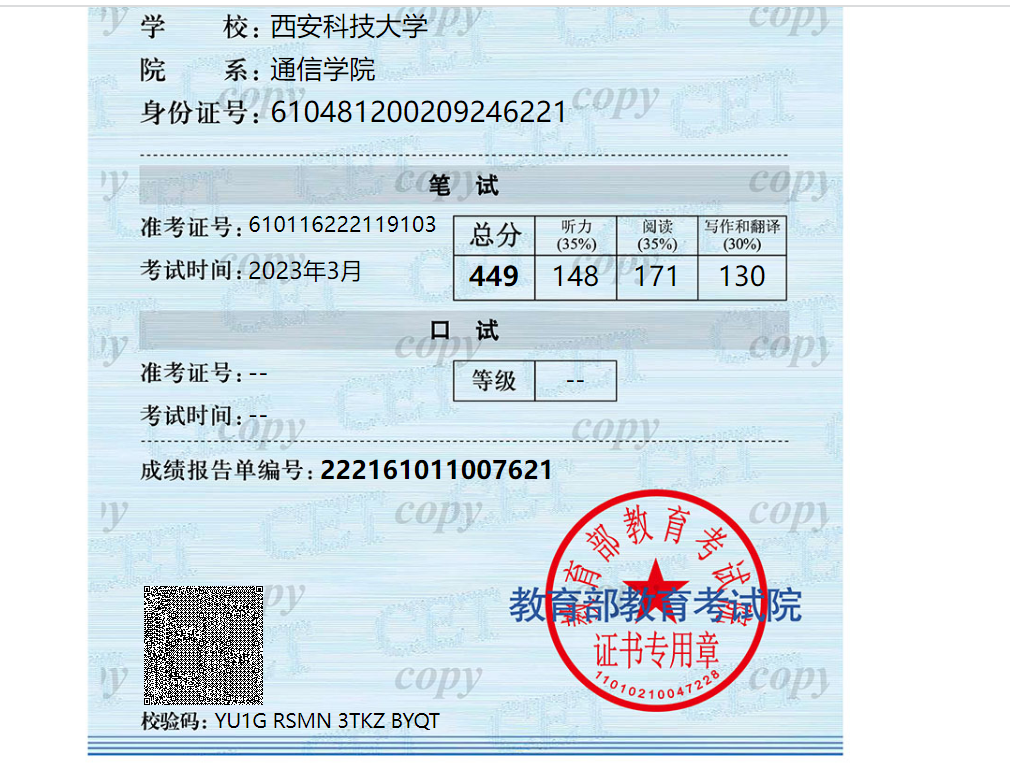 学 校：西安科技大学
院 系：通信学院
身份证号：610481200209246221
笔 试
准考证号：610116222119103
考试时间：2023年3月
总分 听力(35%) 阅读(35%) 写作和翻译(30%)
449 148 171 130
口 试
准考证号：--
考试时间：--
等级 --
成绩报告单编号：222161011007621
教育部教育考试院
教育部教育考试院
证书专用章
11010210047228
校验码：YU1G RSMN 3TKZ BYQT
copy
CET